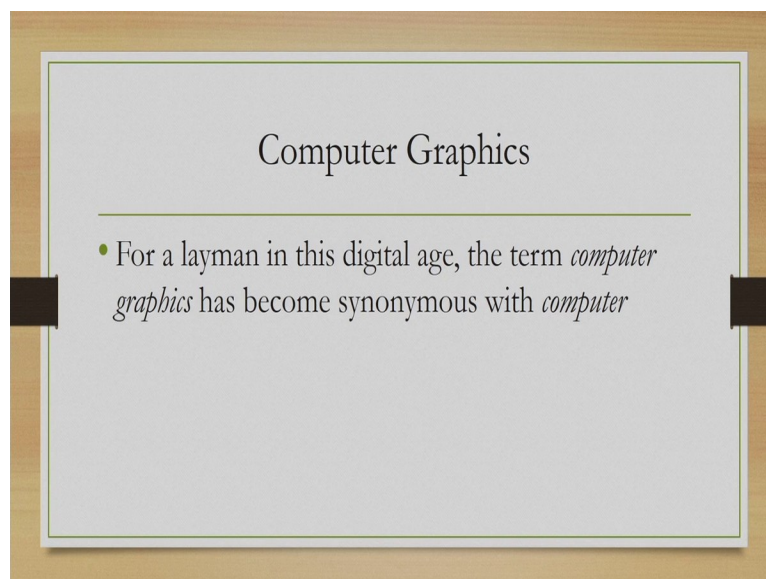 Computer Graphics
• For a layman in this digital age, the term computer
graphics has become synonymous with computer